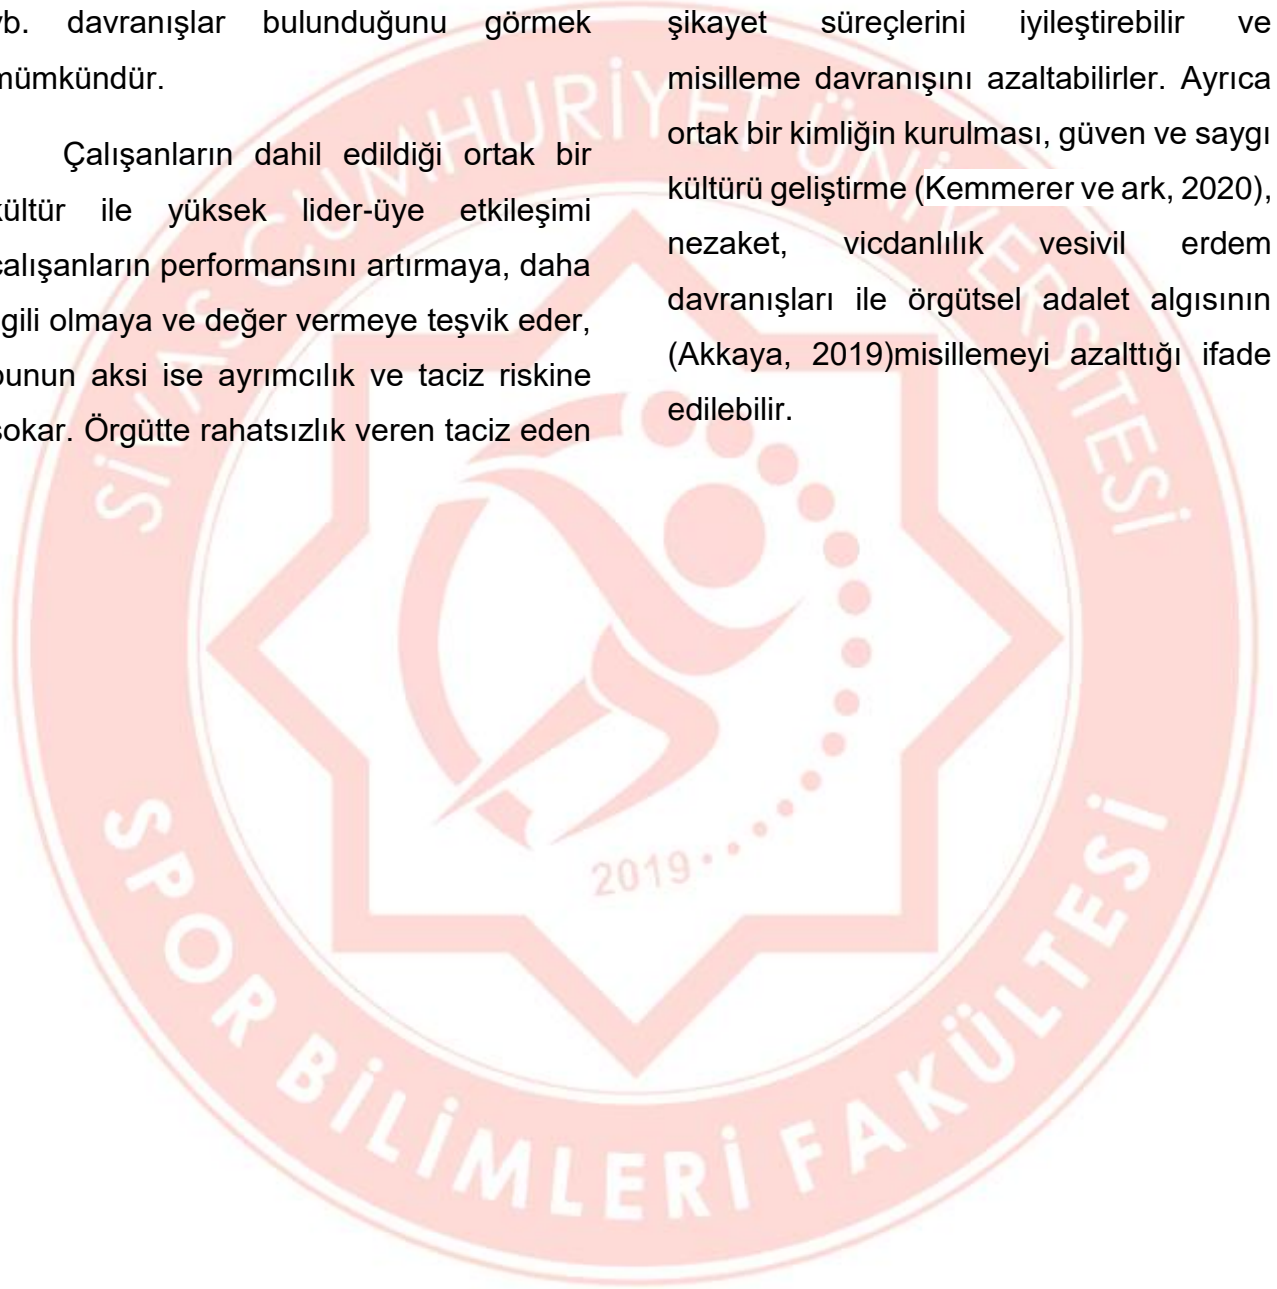 vb. davranışlar bulunduğunu görmek
mümkündür.
Çalışanların dahil edildiği ortak bir
kültür ile yüksek lider-üye etkileşimi
çalışanların performansını artırmaya, daha
ilgili olmaya ve değer vermeye teşvik eder,
bunun aksi ise ayrımcılık ve taciz riskine
sokar. Örgütte rahatsızlık veren taciz eden
şikayet süreçlerini iyileştirebilir ve
misilleme davranışını azaltabilirler. Ayrıca
ortak bir kimliğin kurulması, güven ve saygı
kültürü geliştirme (Kemmerer ve ark, 2020),
nezaket, vicdanlılık vesivil erdem
davranışları ile örgütsel adalet algısının
(Akkaya, 2019)misillemeyi azalttığı ifade
edilebilir.
SİVAS CUMHURİYET ÜNİVERSİTESİ
2019
SPOR BİLİMLERİ FAKÜLTESİ